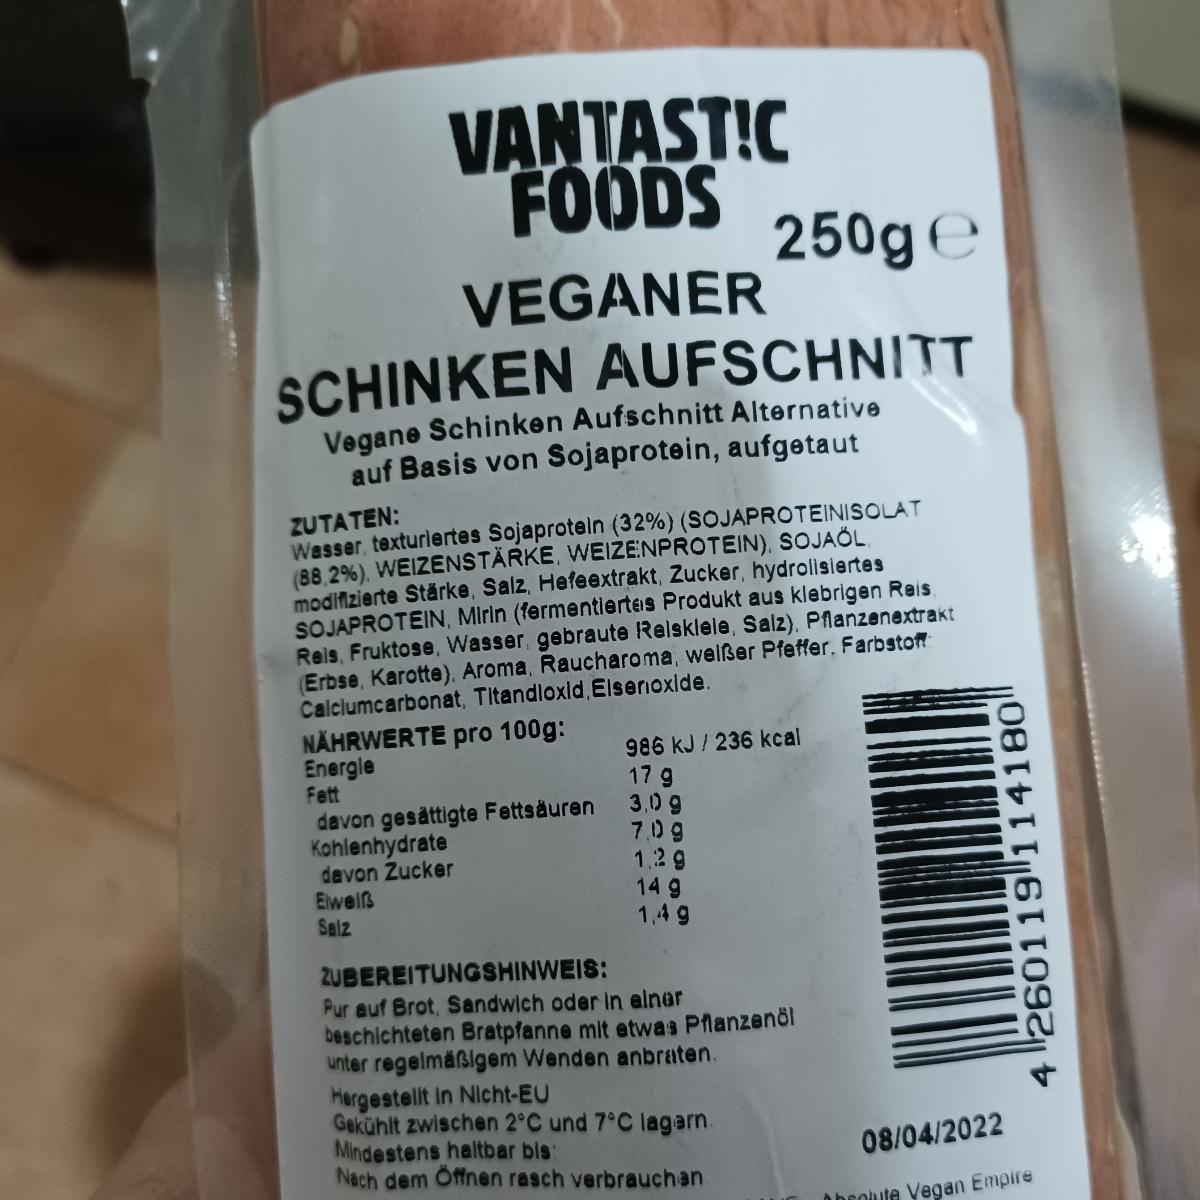 VANTAST!C
FOODS
250g ℮
VEGANER
SCHINKEN AUFSCHNITT
Vegane Schinken Aufschnitt Alternative
auf Basis von Sojaprotein, aufgetaut
ZUTATEN:
Wasser, texturiertes Sojaprotein (32%) (SOJAPROTEINISOLAT
(88,2%), WEIZENSTÄRKE, WEIZENPROTEIN), SOJAÖL,
modifizierte Stärke, Salz, Hefeextrakt, Zucker, hydrolisiertes
SOJAPROTEIN, Mirin (fermentiertes Produkt aus klebrigen Reis,
Reis, Fruktose, Wasser, gebraute Reiskleie, Salz), Pflanzenextrakt
(Erbse, Karotte), Aroma, Raucharoma, weißer Pfeffer, Farbstoff:
Calciumcarbonat, Titandioxid, Eisenoxide.
NÄHRWERTE pro 100g:
Energie 986 kJ / 236 kcal
Fett 17 g
davon gesättigte Fettsäuren 3,0 g
Kohlenhydrate 7,0 g
davon Zucker 1,2 g
Eiweiß 14 g
Salz 1,4 g
ZUBEREITUNGSHINWEIS:
Pur auf Brot, Sandwich oder in einer
beschichteten Bratpfanne mit etwas Pflanzenöl
unter regelmäßigem Wenden anbraten.
Hergestellt in Nicht-EU
Gekühlt zwischen 2°C und 7°C lagern.
Mindestens haltbar bis: 08/04/2022
Nach dem Öffnen rasch verbrauchen
Absolute Vegan Empire
4 260119 114180